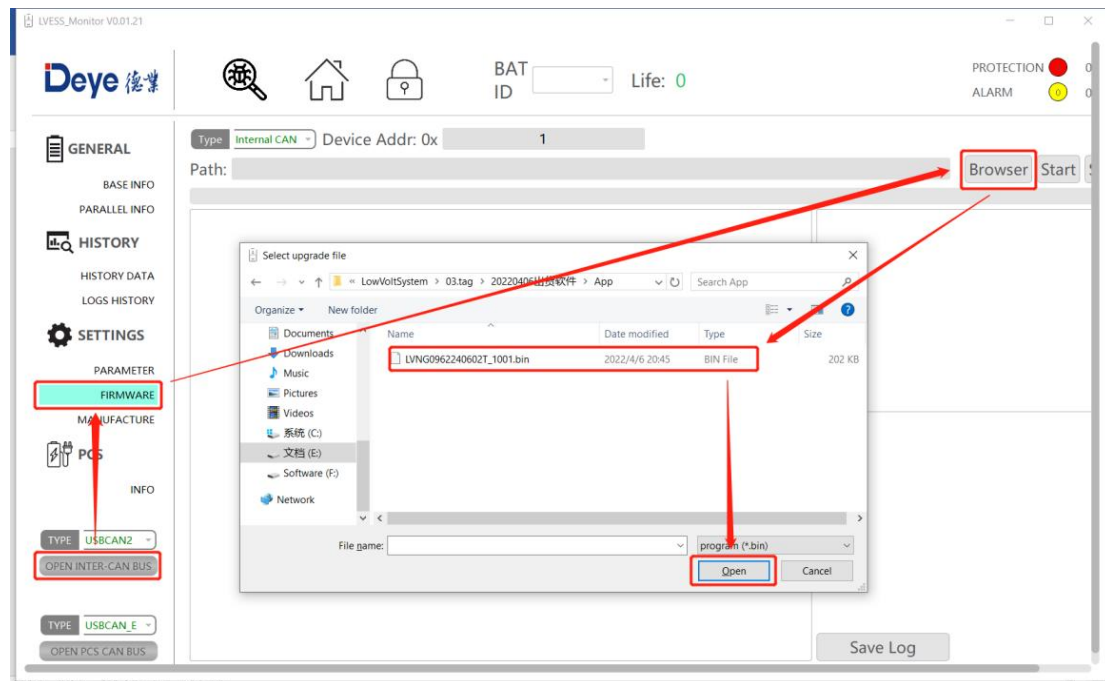 LVESS_Monitor V0.01.21
Deye 德業
BAT
ID
Life: 0
PROTECTION 0
ALARM 0 0
GENERAL
BASE INFO
PARALLEL INFO
HISTORY
HISTORY DATA
LOGS HISTORY
SETTINGS
PARAMETER
FIRMWARE
MANUFACTURE
PCS
INFO
TYPE USBCAN2
OPEN INTER-CAN BUS
TYPE USBCAN_E
OPEN PCS CAN BUS
Type Internal CAN Device Addr: 0x 1
Path: Browser Start S
Select upgrade file
« LowVoltSystem > 03.tag > 20220406出货软件 > App
Search App
Organize New folder
Documents
Downloads
Music
Pictures
Videos
系统 (C:)
文档 (E:)
Software (F:)
Network
Name Date modified Type Size
LVNG0962240602T_1001.bin 2022/4/6 20:45 BIN File 202 KB
File name: program (*.bin)
Open Cancel
Save Log